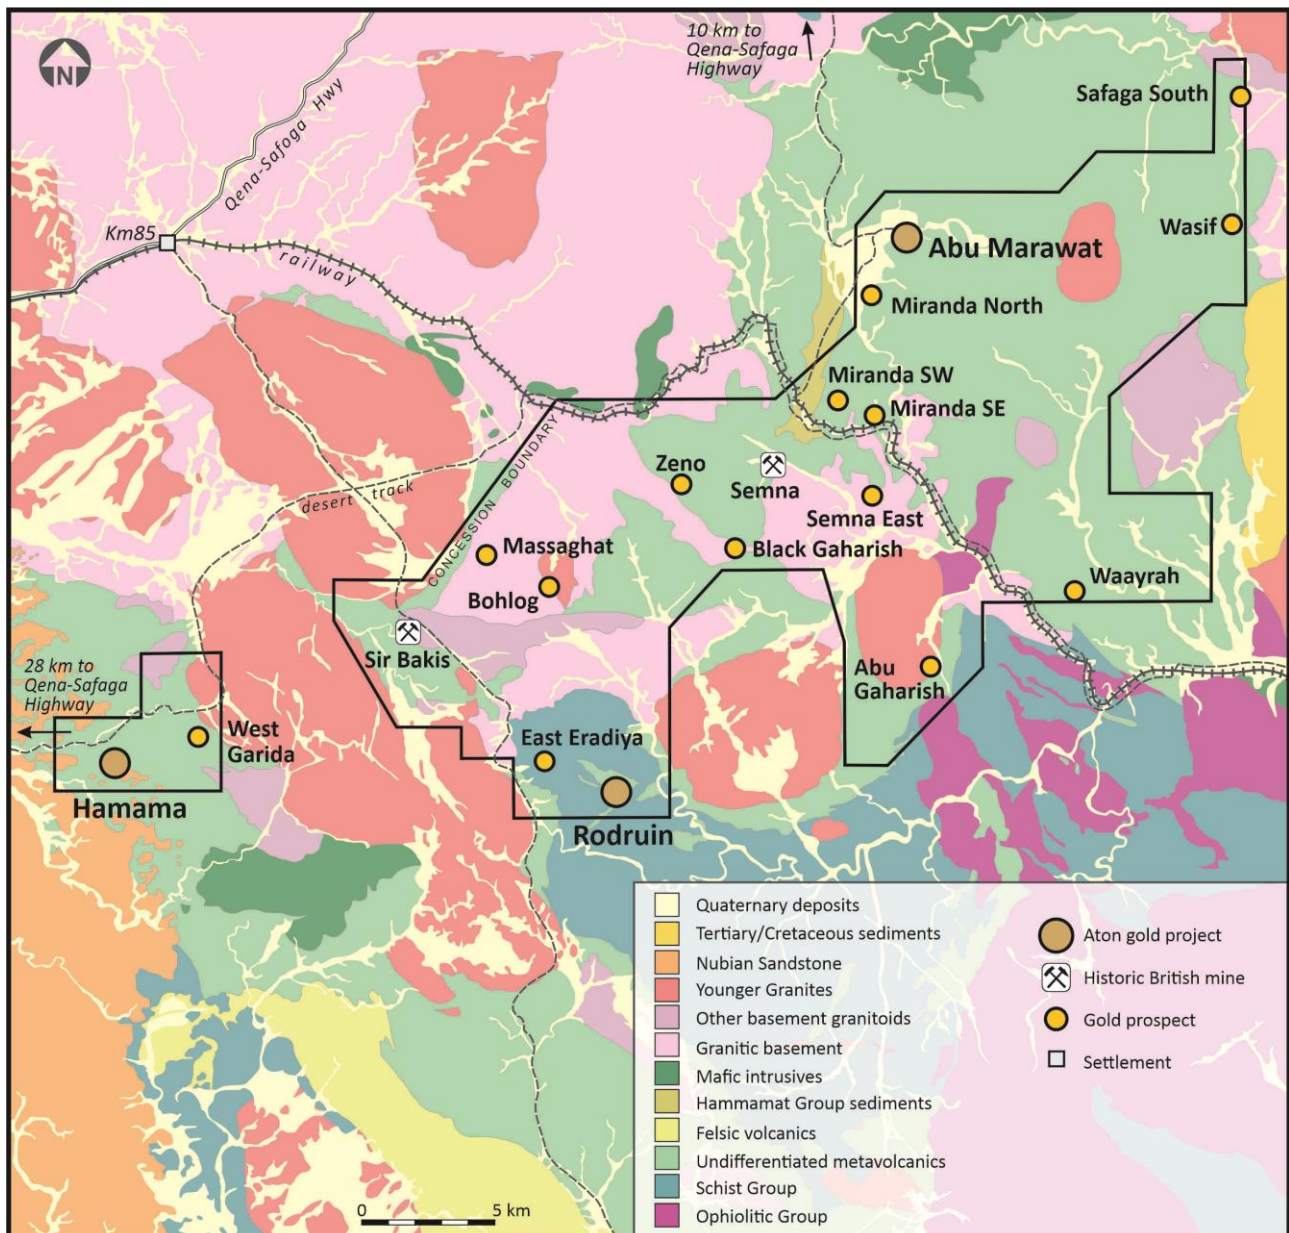 N
10 km to
Qena-Safaga
Highway
Safaga South
Qena-Safoga Hwy
Km85
railway
Wasif
Abu Marawat
Miranda North
Miranda SW
Miranda SE
CONCESSION BOUNDARY
Zeno
Semna
Semna East
desert track
Massaghat
Black Gaharish
Bohlog
Waayrah
Sir Bakis
28 km to
Qena-Safaga
Highway
Abu
Gaharish
West
Garida
East Eradiya
Hamama
Rodruin
Quaternary deposits
Tertiary/Cretaceous sediments
Nubian Sandstone
Younger Granites
Other basement granitoids
Granitic basement
Mafic intrusives
Hammamat Group sediments
Felsic volcanics
Undifferentiated metavolcanics
Schist Group
Ophiolitic Group
Aton gold project
Historic British mine
Gold prospect
Settlement
0 5 km